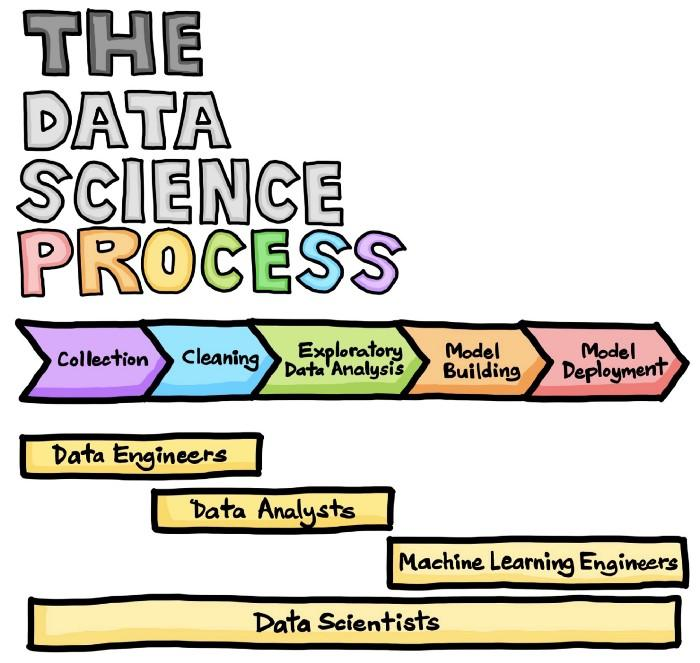 THE
DATA
SCIENCE
PROCESS
Collection
Cleaning
Exploratory
Data Analysis
Model
Building
Model
Deployment
Data Engineers
Data Analysts
Machine Learning Engineers
Data Scientists